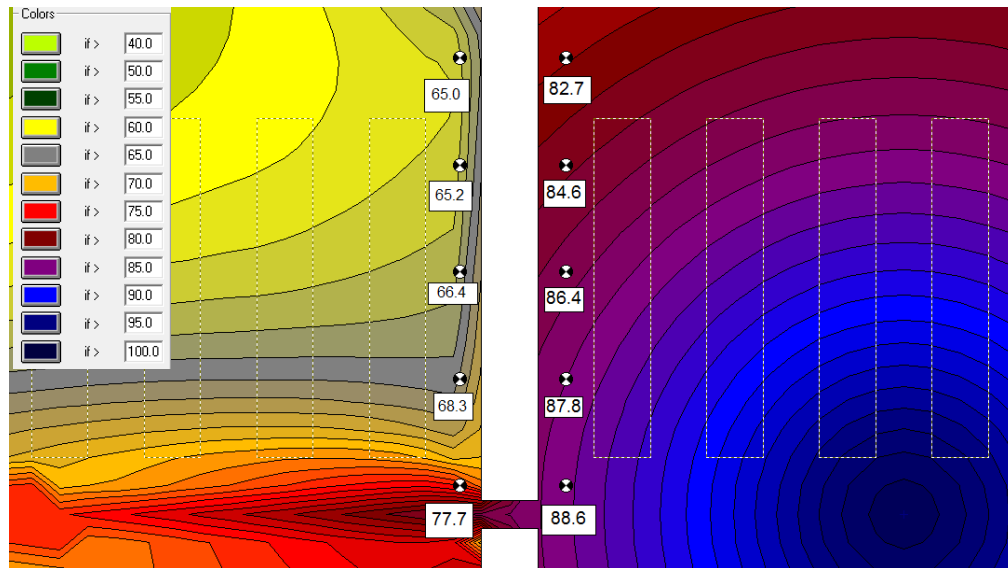 Colors
if > 40.0
if > 50.0
if > 55.0
if > 60.0
if > 65.0
if > 70.0
if > 75.0
if > 80.0
if > 85.0
if > 90.0
if > 95.0
if > 100.0
65.0
65.2
66.4
68.3
77.7
82.7
84.6
86.4
87.8
88.6